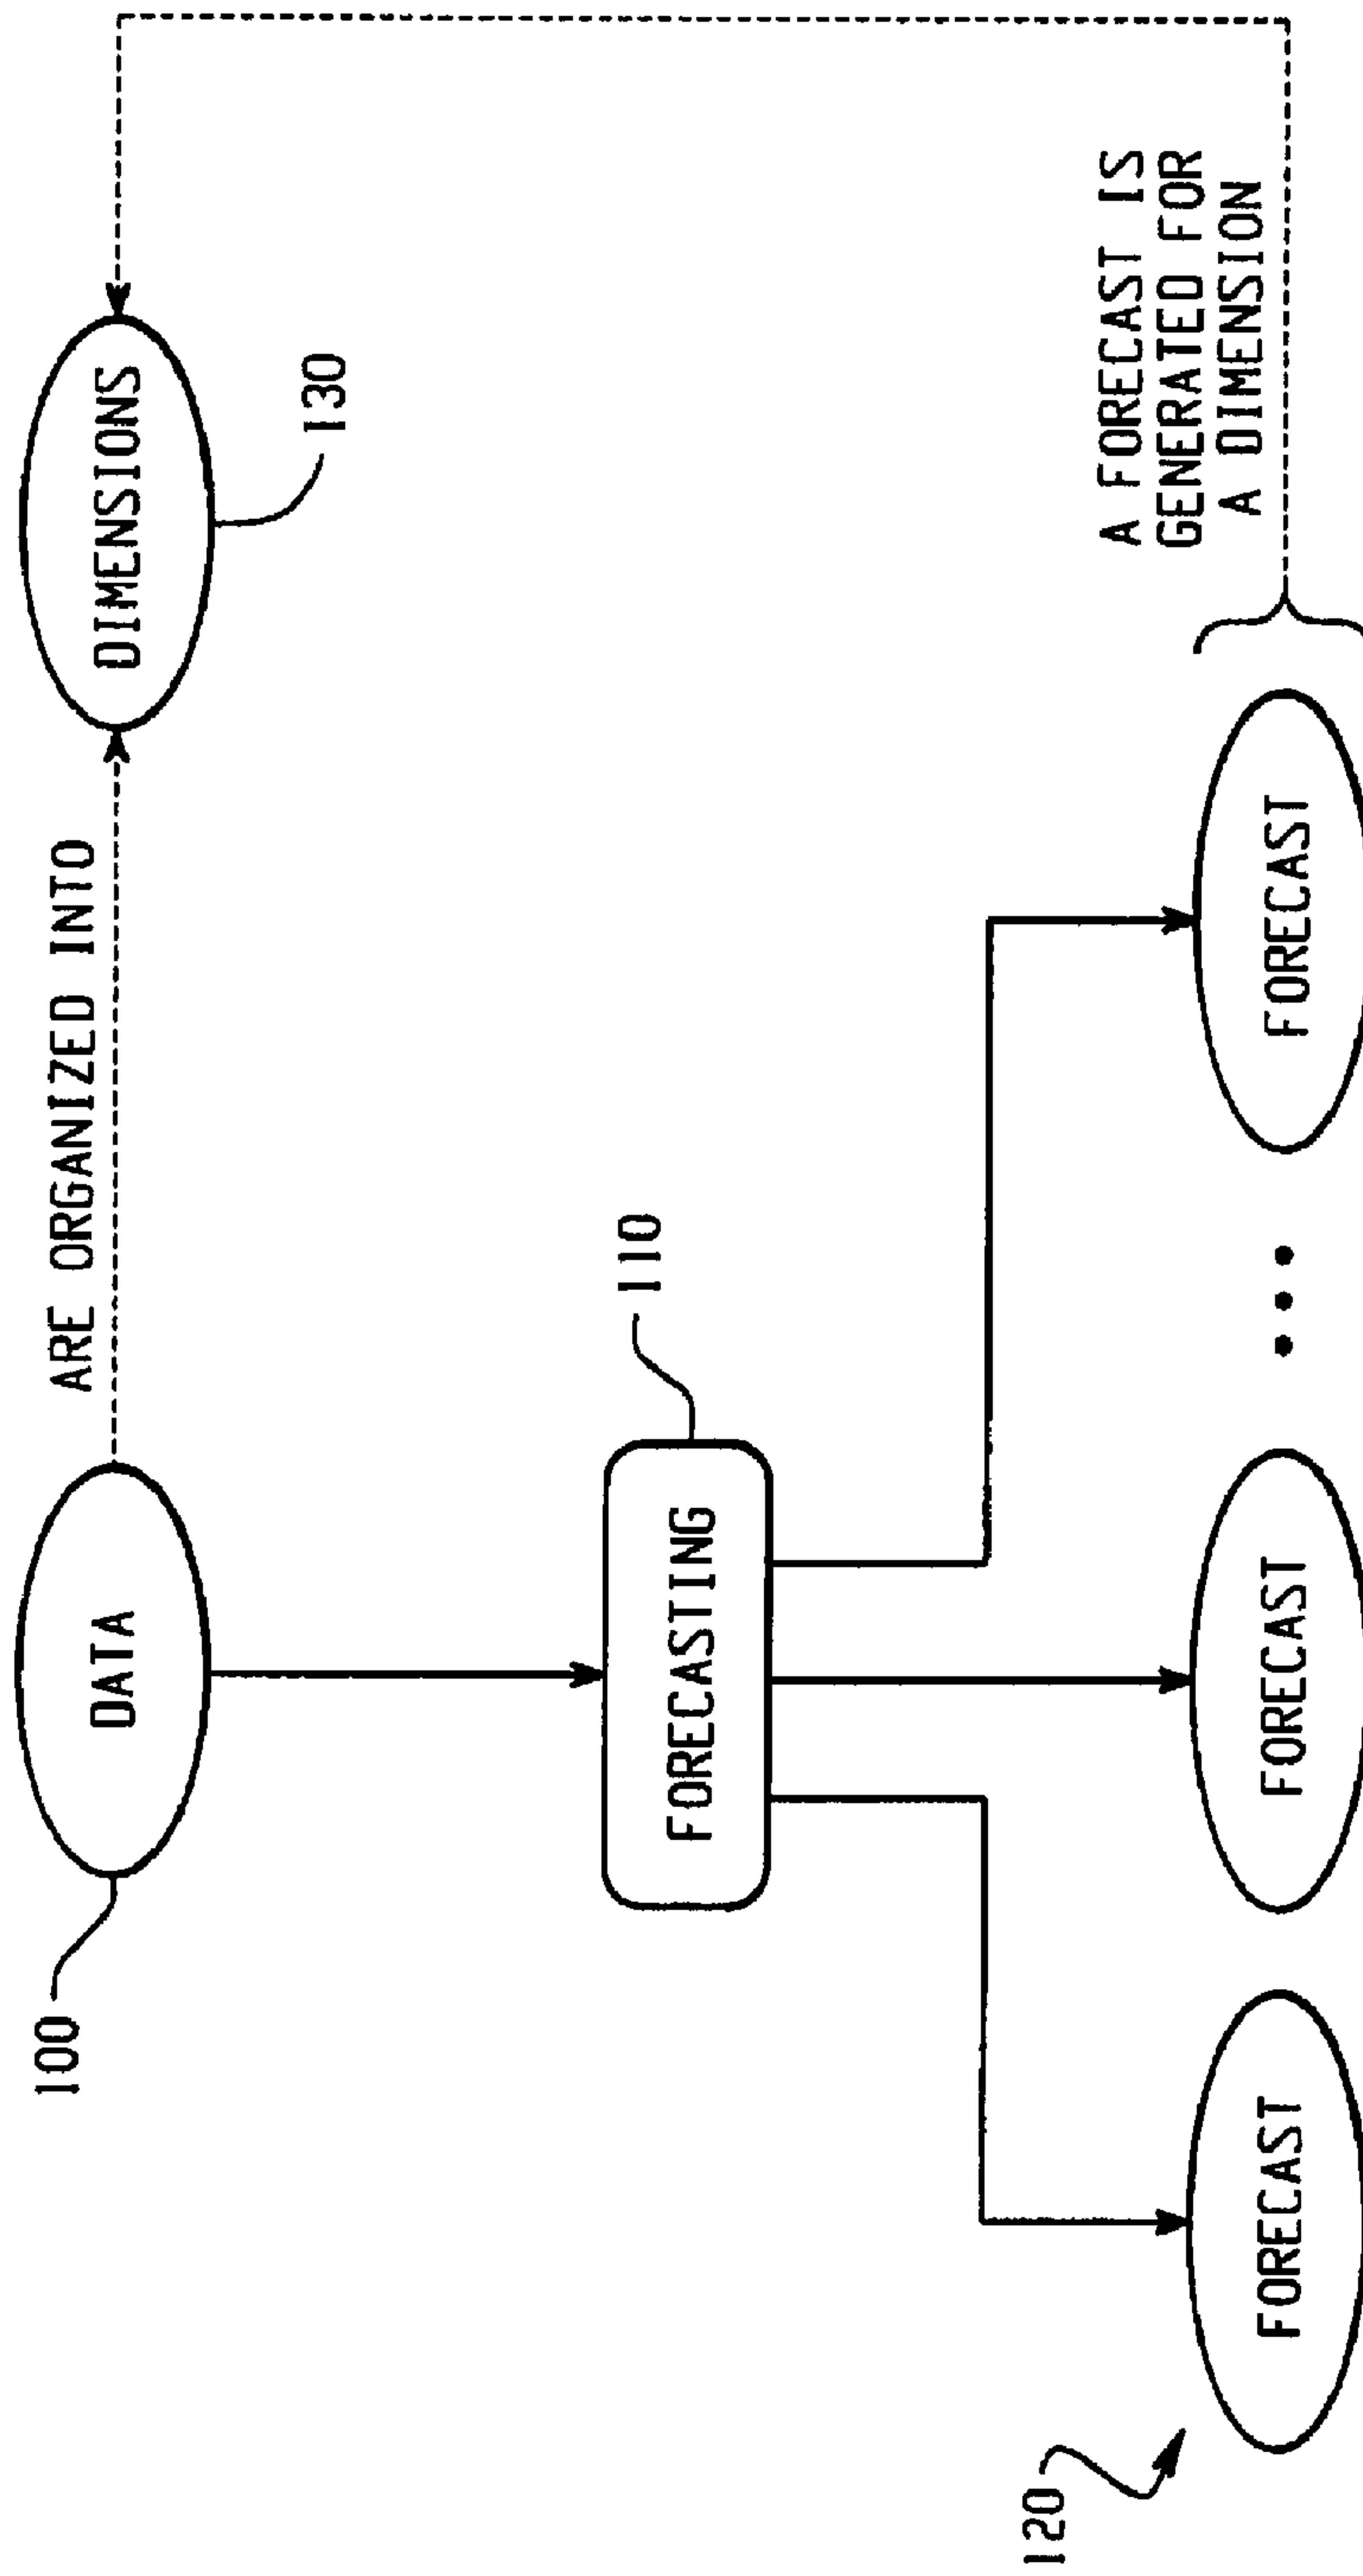 100
DATA
ARE ORGANIZED INTO
DIMENSIONS
130
FORECASTING
110
120
FORECAST
FORECAST
• • •
FORECAST
A FORECAST IS
GENERATED FOR
A DIMENSION